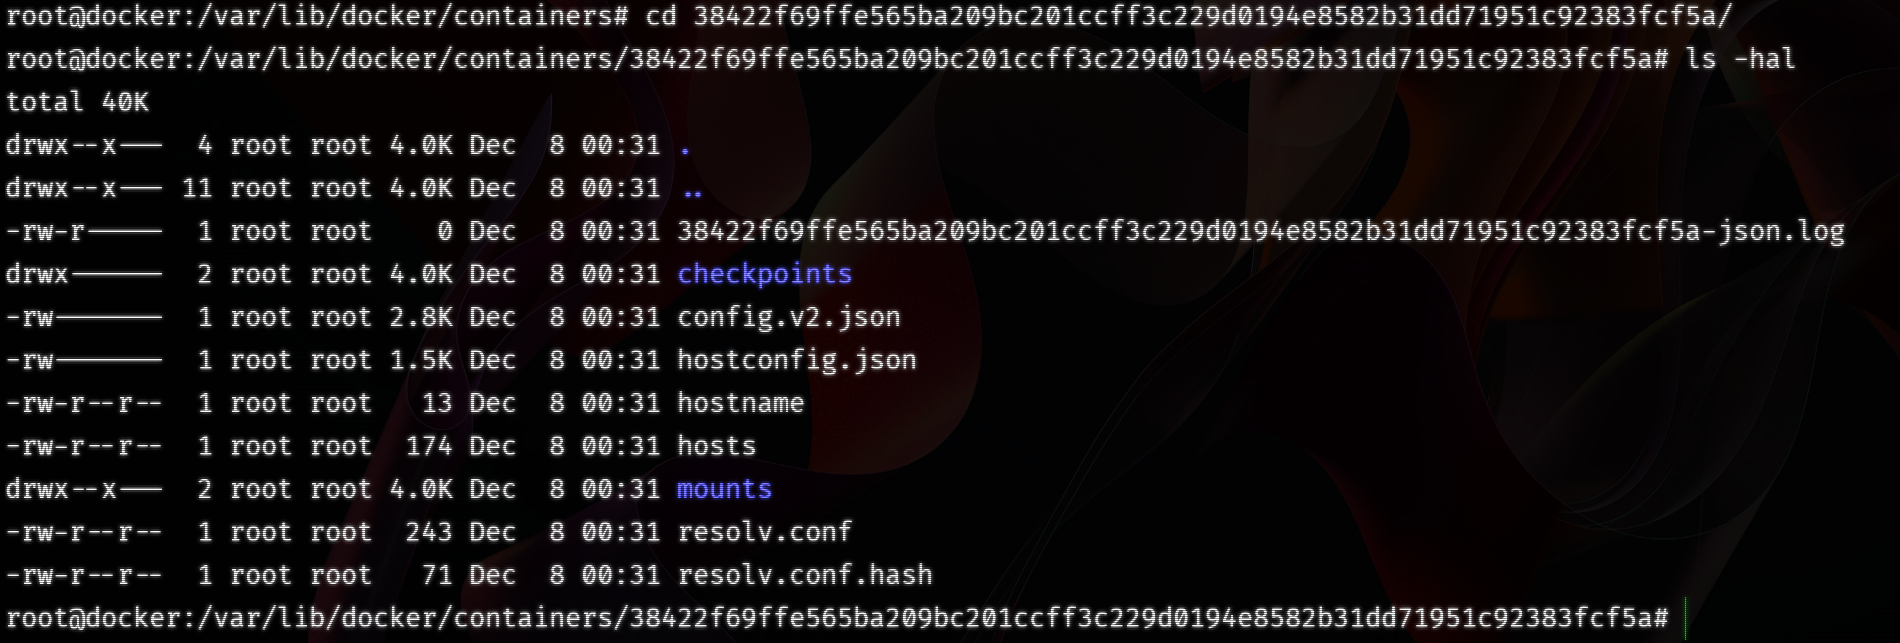 root@docker:/var/lib/docker/containers# cd 38422f69ffe565ba209bc201ccff3c229d0194e8582b31dd71951c92383fcf5a/
root@docker:/var/lib/docker/containers/38422f69ffe565ba209bc201ccff3c229d0194e8582b31dd71951c92383fcf5a# ls -hal
total 40K
drwx--x---  4 root root 4.0K Dec  8 00:31 .
drwx--x--- 11 root root 4.0K Dec  8 00:31 ..
-rw-r-----  1 root root    0 Dec  8 00:31 38422f69ffe565ba209bc201ccff3c229d0194e8582b31dd71951c92383fcf5a-json.log
drwx------  2 root root 4.0K Dec  8 00:31 checkpoints
-rw-------  1 root root 2.8K Dec  8 00:31 config.v2.json
-rw-------  1 root root 1.5K Dec  8 00:31 hostconfig.json
-rw-r--r--  1 root root   13 Dec  8 00:31 hostname
-rw-r--r--  1 root root  174 Dec  8 00:31 hosts
drwx--x---  2 root root 4.0K Dec  8 00:31 mounts
-rw-r--r--  1 root root  243 Dec  8 00:31 resolv.conf
-rw-r--r--  1 root root   71 Dec  8 00:31 resolv.conf.hash
root@docker:/var/lib/docker/containers/38422f69ffe565ba209bc201ccff3c229d0194e8582b31dd71951c92383fcf5a#